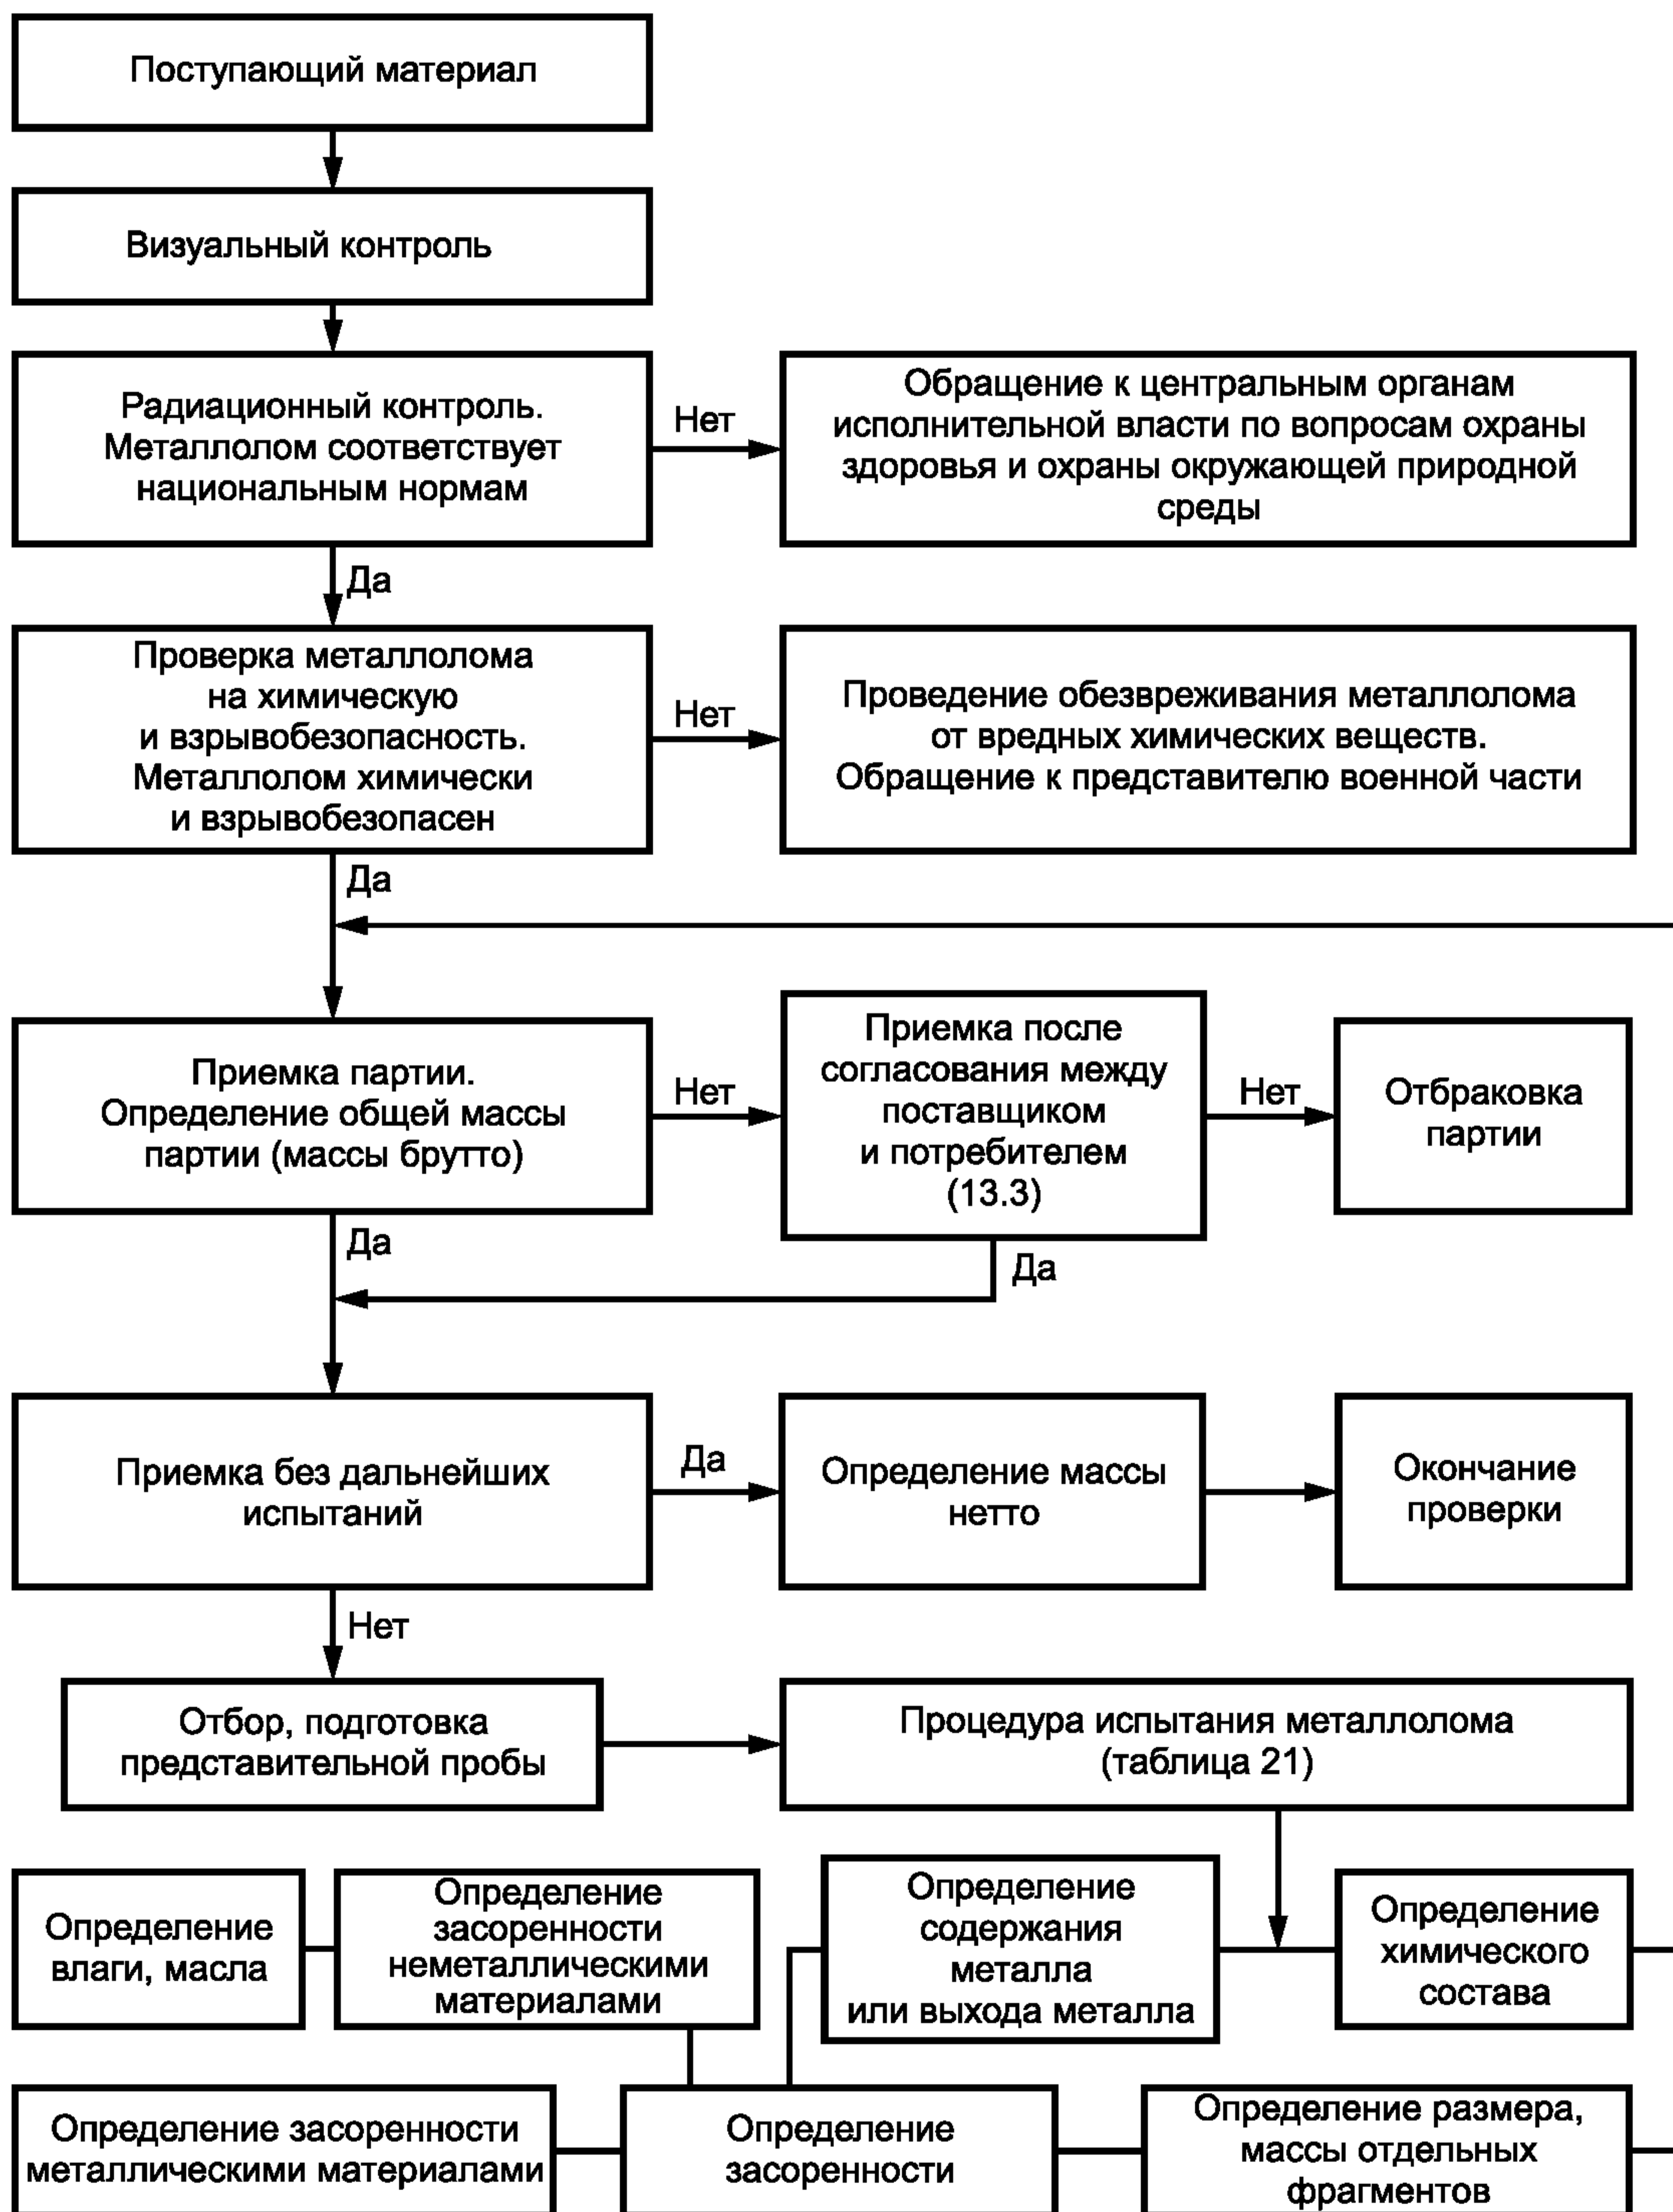 Поступающий материал
Визуальный контроль
Радиационный контроль.
Металлолом соответствует
национальным нормам
Нет
Обращение к центральным органам
исполнительной власти по вопросам охраны
здоровья и охраны окружающей природной
среды
Да
Проверка металлолома
на химическую
и взрывобезопасность.
Металлолом химически
и взрывобезопасен
Нет
Проведение обезвреживания металлолома
от вредных химических веществ.
Обращение к представителю военной части
Да
Приемка партии.
Определение общей массы
партии (массы брутто)
Нет
Приемка после
согласования между
поставщиком
и потребителем
(13.3)
Нет
Отбраковка
партии
Да
Да
Приемка без дальнейших
испытаний
Да
Определение массы
нетто
Окончание
проверки
Нет
Отбор, подготовка
представительной пробы
Процедура испытания металлолома
(таблица 21)
Определение
влаги, масла
Определение
засоренности
неметаллическими
материалами
Определение
содержания
металла
или выхода металла
Определение
химического
состава
Определение засоренности
металлическими материалами
Определение
засоренности
Определение размера,
массы отдельных
фрагментов